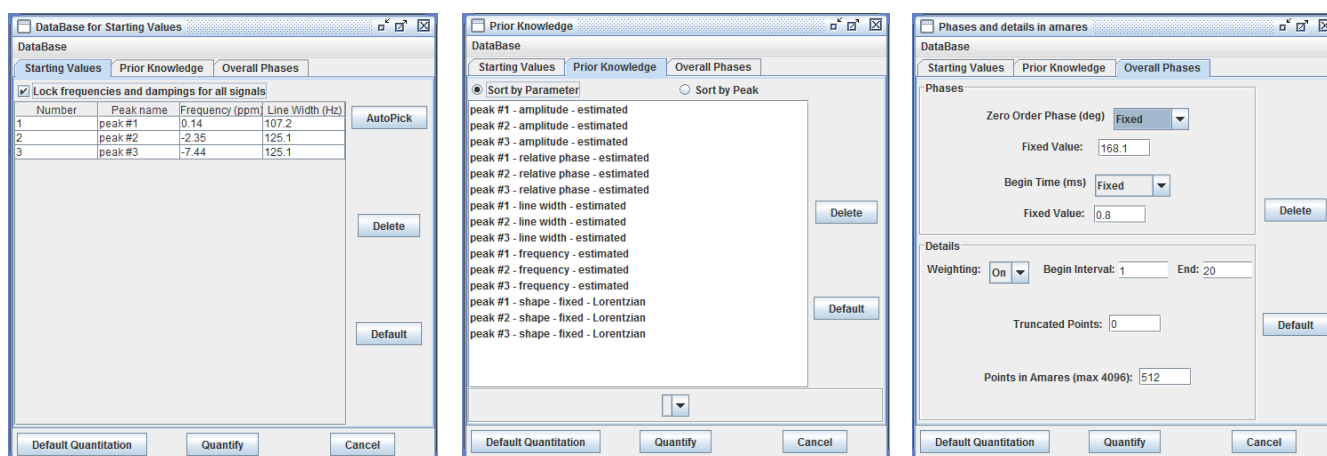 DataBase for Starting Values
DataBase
Starting Values Prior Knowledge Overall Phases
Lock frequencies and dampings for all signals
Number Peak name Frequency (ppm) Line Width (Hz)
1 peak #1 0.14 107.2
2 peak #2 -2.35 125.1
3 peak #3 -7.44 125.1
AutoPick
Delete
Default
Default Quantitation Quantify Cancel
Prior Knowledge
DataBase
Starting Values Prior Knowledge Overall Phases
Sort by Parameter Sort by Peak
peak #1 - amplitude - estimated
peak #2 - amplitude - estimated
peak #3 - amplitude - estimated
peak #1 - relative phase - estimated
peak #2 - relative phase - estimated
peak #3 - relative phase - estimated
peak #1 - line width - estimated
peak #2 - line width - estimated
peak #3 - line width - estimated
peak #1 - frequency - estimated
peak #2 - frequency - estimated
peak #3 - frequency - estimated
peak #1 - shape - fixed - Lorentzian
peak #2 - shape - fixed - Lorentzian
peak #3 - shape - fixed - Lorentzian
Delete
Default
Default Quantitation Quantify Cancel
Phases and details in amares
DataBase
Starting Values Prior Knowledge Overall Phases
Phases
Zero Order Phase (deg) Fixed
Fixed Value: 168.1
Begin Time (ms) Fixed
Fixed Value: 0.8
Delete
Details
Weighting: On Begin Interval: 1 End: 20
Truncated Points: 0
Default
Points in Amares (max 4096): 512
Default Quantitation Quantify Cancel